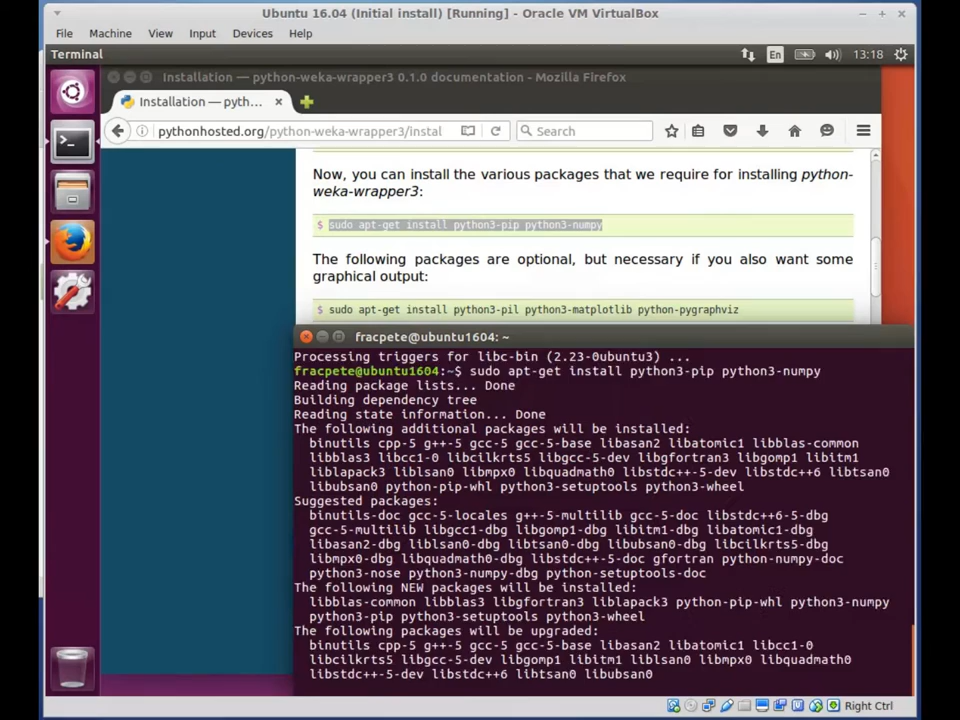 Ubuntu 16.04 (Initial install) [Running] - Oracle VM VirtualBox
File Machine View Input Devices Help
Terminal
En
13:18
Installation — python-weka-wrapper3 0.1.0 documentation - Mozilla Firefox
Installation — pyth...
pythonhosted.org/python-weka-wrapper3/instal
Search
Now, you can install the various packages that we require for installing python-
weka-wrapper3:
$ sudo apt-get install python3-pip python3-numpy
The following packages are optional, but necessary if you also want some
graphical output:
$ sudo apt-get install python3-pil python3-matplotlib python-pygraphviz
fracpete@ubuntu1604: ~
Processing triggers for libc-bin (2.23-0ubuntu3) ...
fracpete@ubuntu1604:~$ sudo apt-get install python3-pip python3-numpy
Reading package lists... Done
Building dependency tree
Reading state information... Done
The following additional packages will be installed:
binutils cpp-5 g++-5 gcc-5 gcc-5-base libasan2 libatomic1 libblas-common
libblas3 libcc1-0 libcilkrts5 libgcc-5-dev libgfortran3 libgomp1 libitm1
liblapack3 liblsan0 libmpx0 libquadmath0 libstdc++-5-dev libstdc++6 libtsan0
libubsan0 python-pip-whl python3-setuptools python3-wheel
Suggested packages:
binutils-doc gcc-5-locales g++-5-multilib gcc-5-doc libstdc++6-5-dbg
gcc-5-multilib libgcc1-dbg libgomp1-dbg libitm1-dbg libatomic1-dbg
libasan2-dbg liblsan0-dbg libtsan0-dbg libubsan0-dbg libcilkrts5-dbg
libmpx0-dbg libquadmath0-dbg libstdc++-5-doc gfortran python-numpy-doc
python3-nose python3-numpy-dbg python-setuptools-doc
The following NEW packages will be installed:
libblas-common libblas3 libgfortran3 liblapack3 python-pip-whl python3-numpy
python3-pip python3-setuptools python3-wheel
The following packages will be upgraded:
binutils cpp-5 g++-5 gcc-5 gcc-5-base libasan2 libatomic1 libcc1-0
libcilkrts5 libgcc-5-dev libgomp1 libitm1 liblsan0 libmpx0 libquadmath0
libstdc++-5-dev libstdc++6 libtsan0 libubsan0
Right Ctrl